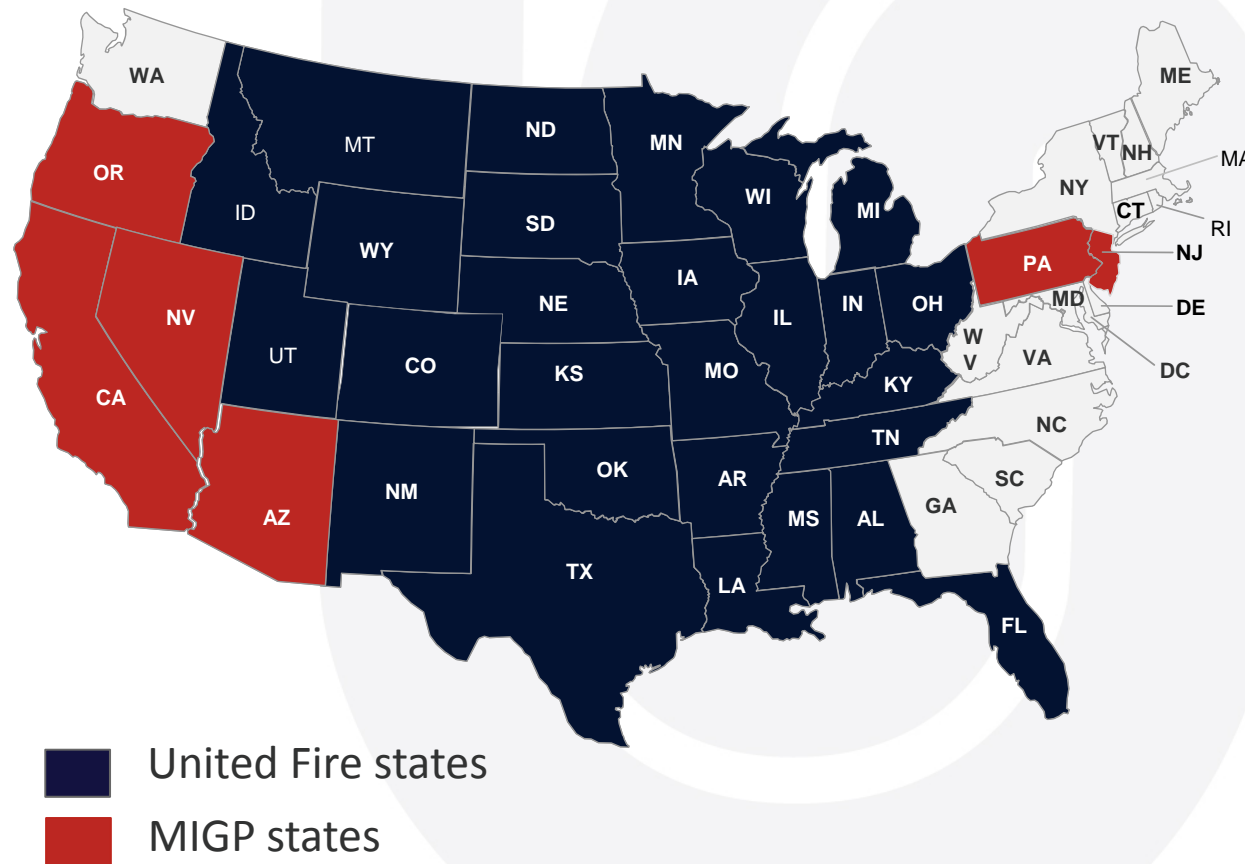 WA
ME
MT
ND
MN
VT
NH
MA
OR
NY
ID
WI
MI
CT
RI
SD
WY
NJ
PA
IA
NE
OH
MD
DE
NV
IN
IL
W
V
UT
CO
VA
DC
KS
MO
KY
CA
NC
TN
OK
AR
SC
NM
GA
AZ
MS
AL
TX
LA
FL
United Fire states
MIGP states